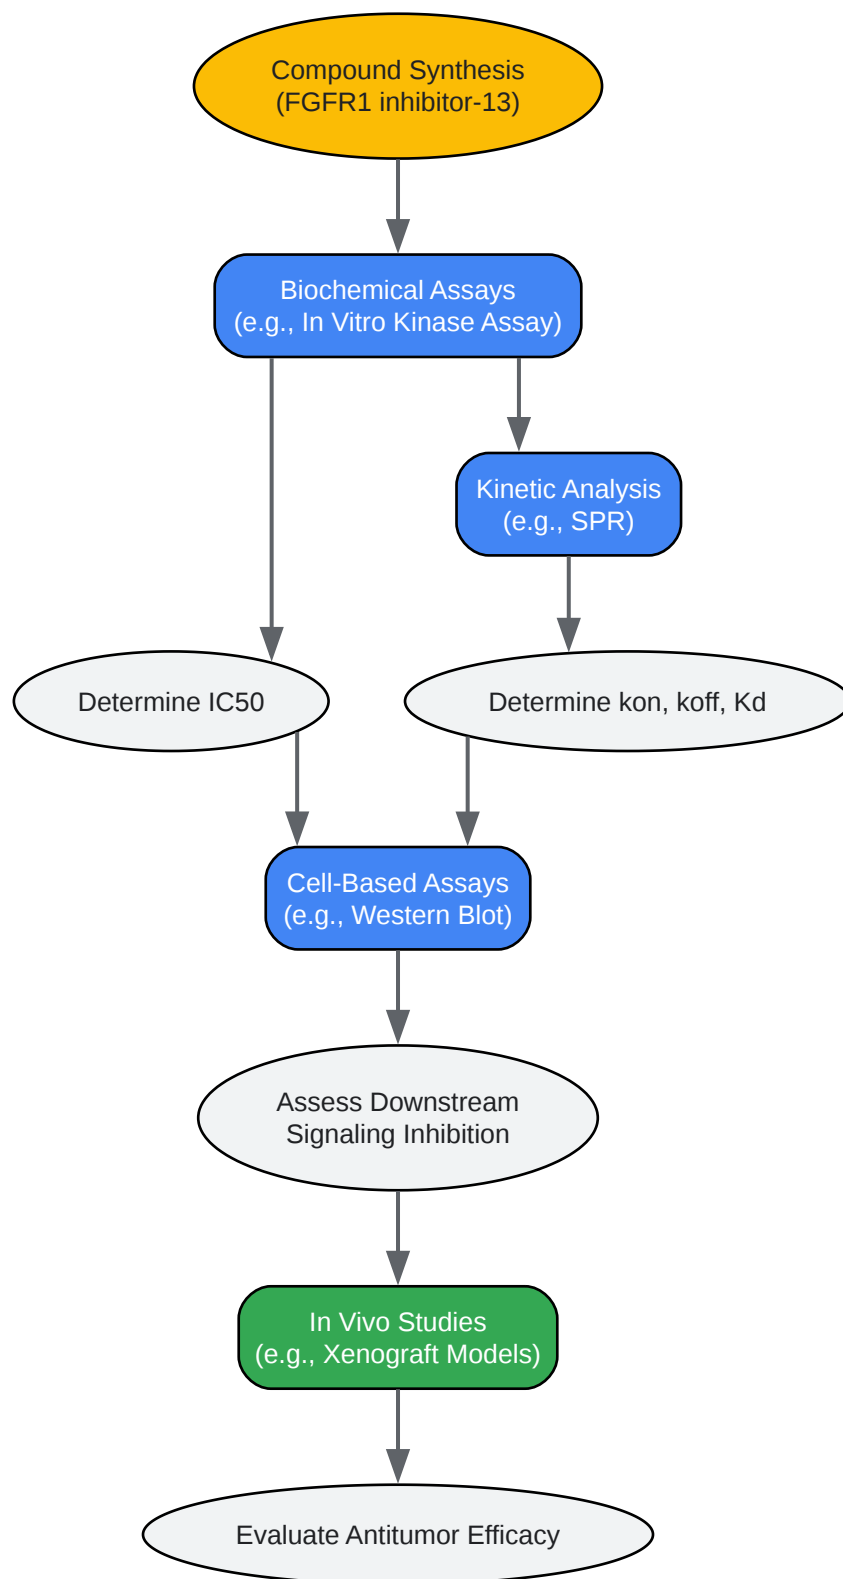 Compound Synthesis
(FGFR1 inhibitor-13)
Biochemical Assays
(e.g., In Vitro Kinase Assay)
Kinetic Analysis
(e.g., SPR)
Determine IC50
Determine kon, koff, Kd
Cell-Based Assays
(e.g., Western Blot)
Assess Downstream
Signaling Inhibition
In Vivo Studies
(e.g., Xenograft Models)
Evaluate Antitumor Efficacy